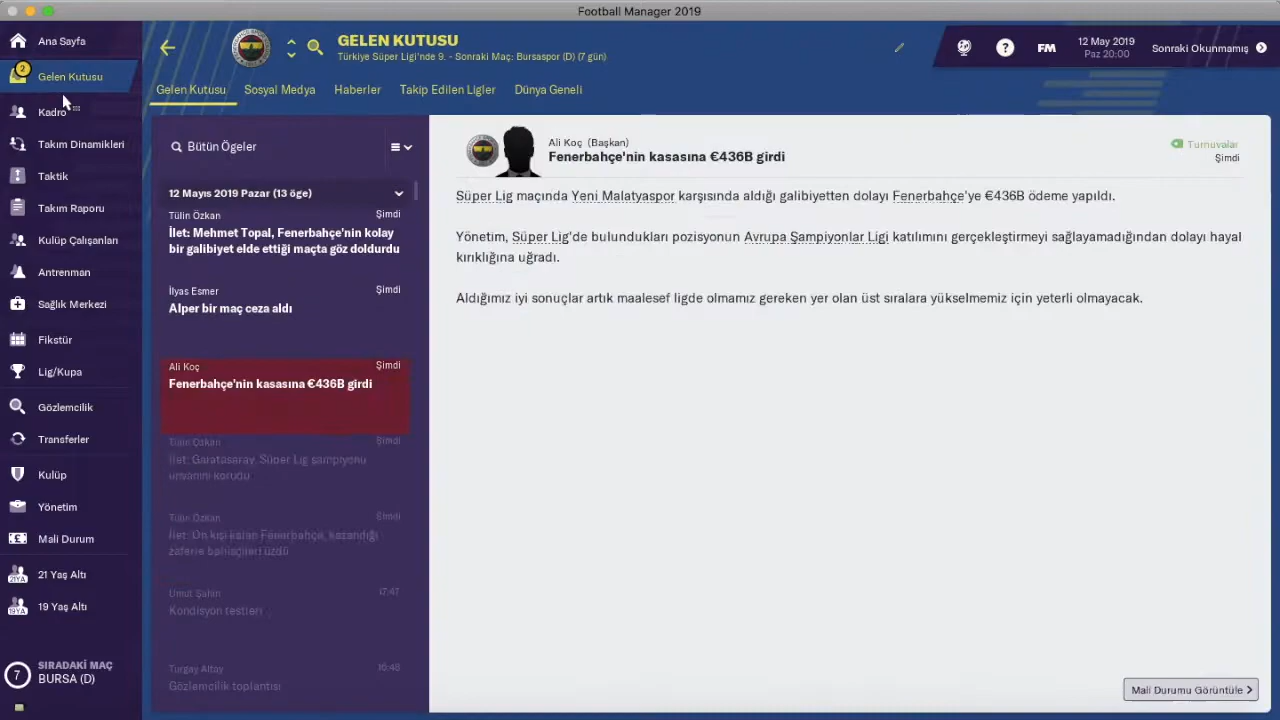 Football Manager 2019
Ana Sayfa
2
Gelen Kutusu
Kadro
Takım Dinamikleri
Taktik
Takım Raporu
Kulüp Çalışanları
Antrenman
Sağlık Merkezi
Fikstür
Lig/Kupa
Gözlemcilik
Transferler
Kulüp
Yönetim
Mali Durum
21YA
21 Yaş Altı
19YA
19 Yaş Altı
7
SIRADAKİ MAÇ
BURSA (D)
GELEN KUTUSU
Türkiye Süper Ligi'nde 9. - Sonraki Maç: Bursaspor (D) (7 gün)
?
FM
12 May 2019
Paz 20:00
Sonraki Okunmamış
Gelen Kutusu
Sosyal Medya
Haberler
Takip Edilen Ligler
Dünya Geneli
Bütün Ögeler
12 Mayıs 2019 Pazar (13 öge)
Tülin Özkan
Şimdi
İlet: Mehmet Topal, Fenerbahçe'nin kolay
bir galibiyet elde ettiği maçta göz doldurdu
İlyas Esmer
Şimdi
Alper bir maç ceza aldı
Ali Koç
Şimdi
Fenerbahçe'nin kasasına €436B girdi
Tülin Özkan
Şimdi
İlet: Galatasaray, Süper Lig şampiyonu
unvanını korudu
Tülin Özkan
Şimdi
İlet: On kişi kalan Fenerbahçe, kazandığı
zaferle bahisçileri üzdü
Umut Şahin
17:47
Kondisyon testleri
Turgay Altay
16:48
Gözlemcilik toplantısı
Ali Koç (Başkan)
Fenerbahçe'nin kasasına €436B girdi
Turnuvalar
Şimdi
Süper Lig maçında Yeni Malatyaspor karşısında aldığı galibiyetten dolayı Fenerbahçe'ye €436B ödeme yapıldı.
Yönetim, Süper Lig'de bulundukları pozisyonun Avrupa Şampiyonlar Ligi katılımını gerçekleştirmeyi sağlayamadığından dolayı hayal
kırıklığına uğradı.
Aldığımız iyi sonuçlar artık maalesef ligde olmamız gereken yer olan üst sıralara yükselmemiz için yeterli olmayacak.
Mali Durumu Görüntüle